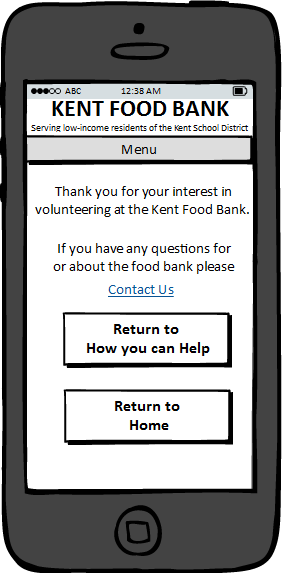 ABC 12:38 AM
KENT FOOD BANK
Serving low-income residents of the Kent School District
Menu
Thank you for your interest in
volunteering at the Kent Food Bank.
If you have any questions for
or about the food bank please
Contact Us
Return to
How you can Help
Return to
Home